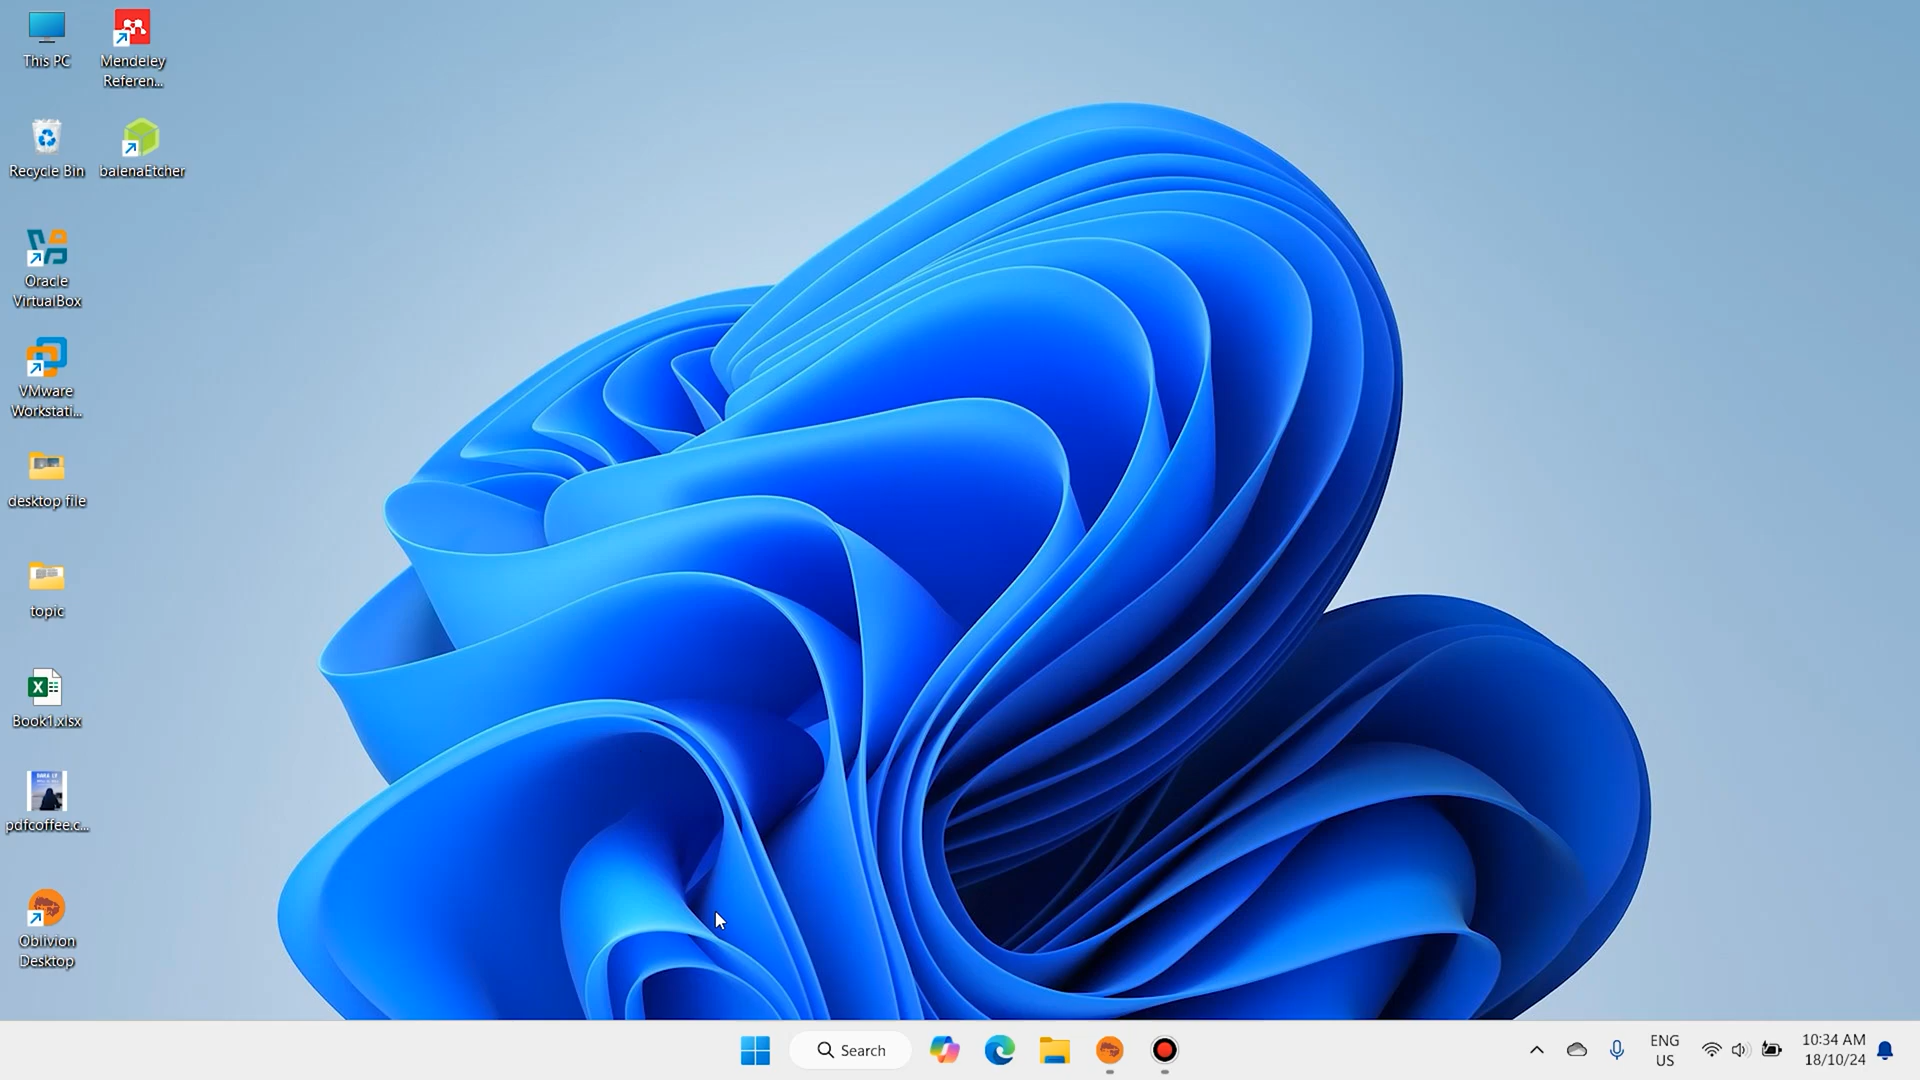 This PC
Mendeley
Referen...
Recycle Bin
balenaEtcher
Oracle
VirtualBox
VMware
Workstati...
desktop file
topic
Book1.xlsx
pdfcoffee.c...
Oblivion
Desktop
Search
ENG
US
10:34 AM
18/10/24